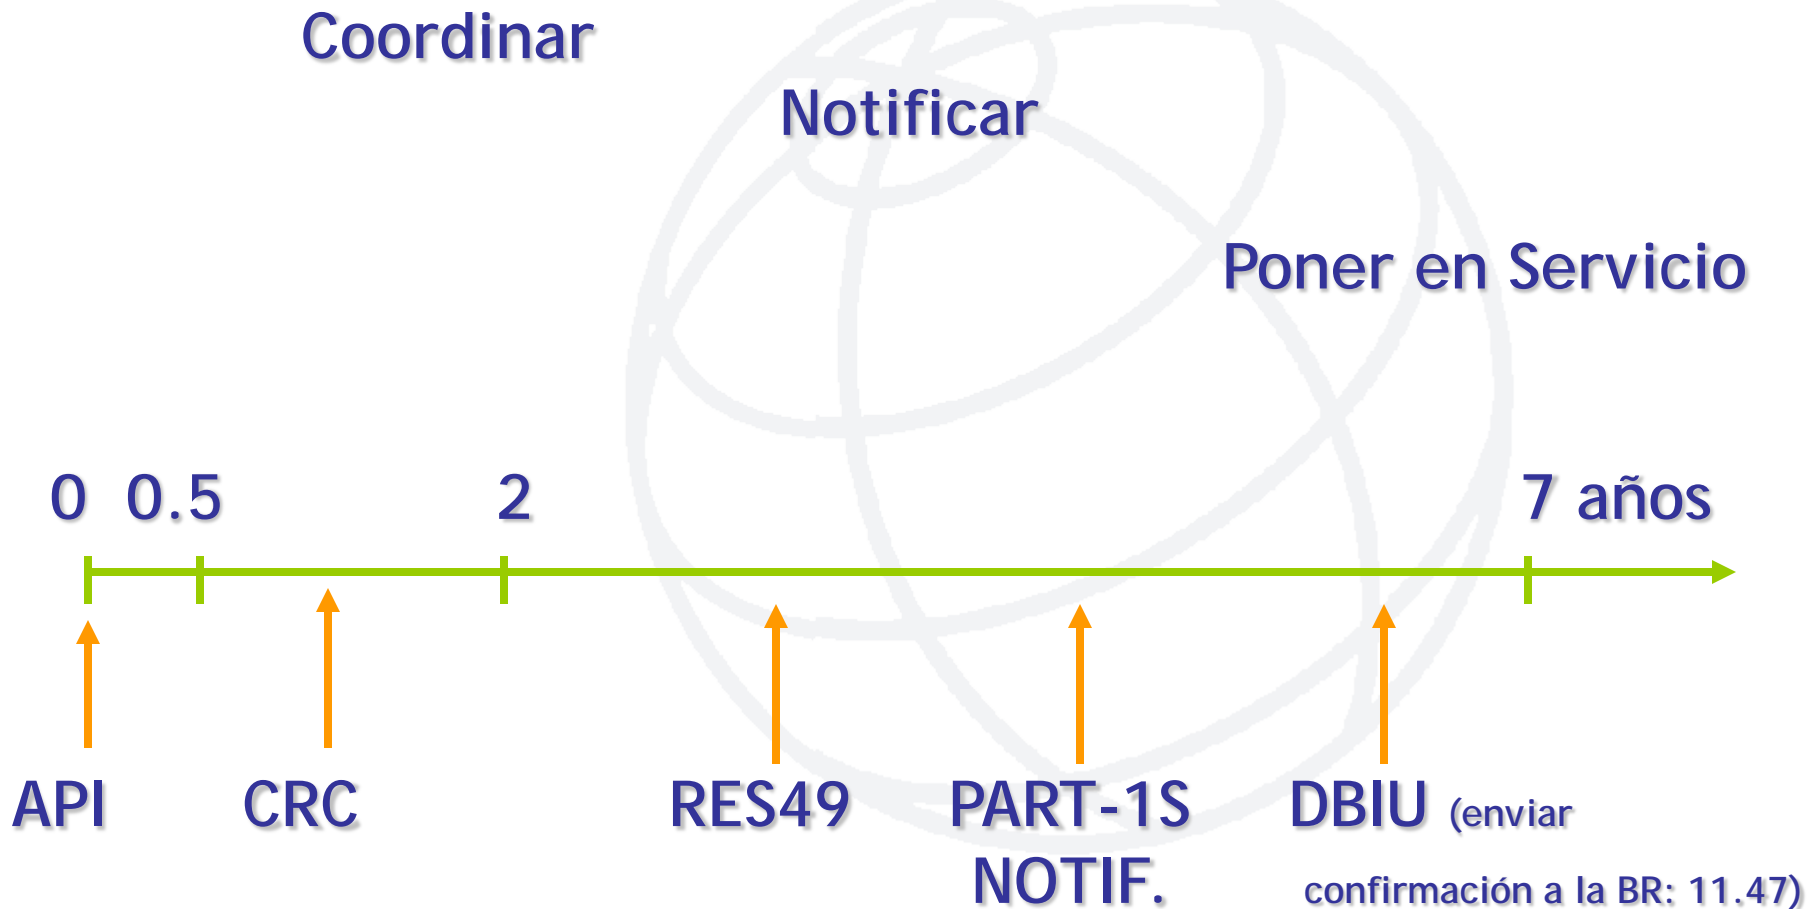 Coordinar
Notificar
Poner en Servicio
0 0.5 2 7 años
API CRC RES49 PART-1S DBIU (enviar
NOTIF. confirmación a la BR: 11.47)